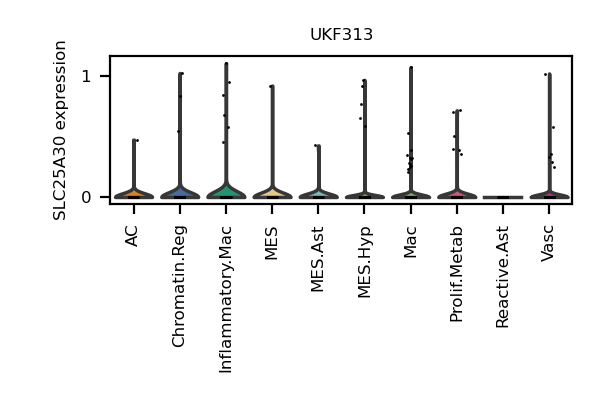 UKF313
SLC25A30 expression
1
0
AC
Chromatin.Reg
Inflammatory.Mac
MES
MES.Ast
MES.Hyp
Mac
Prolif.Metab
Reactive.Ast
Vasc